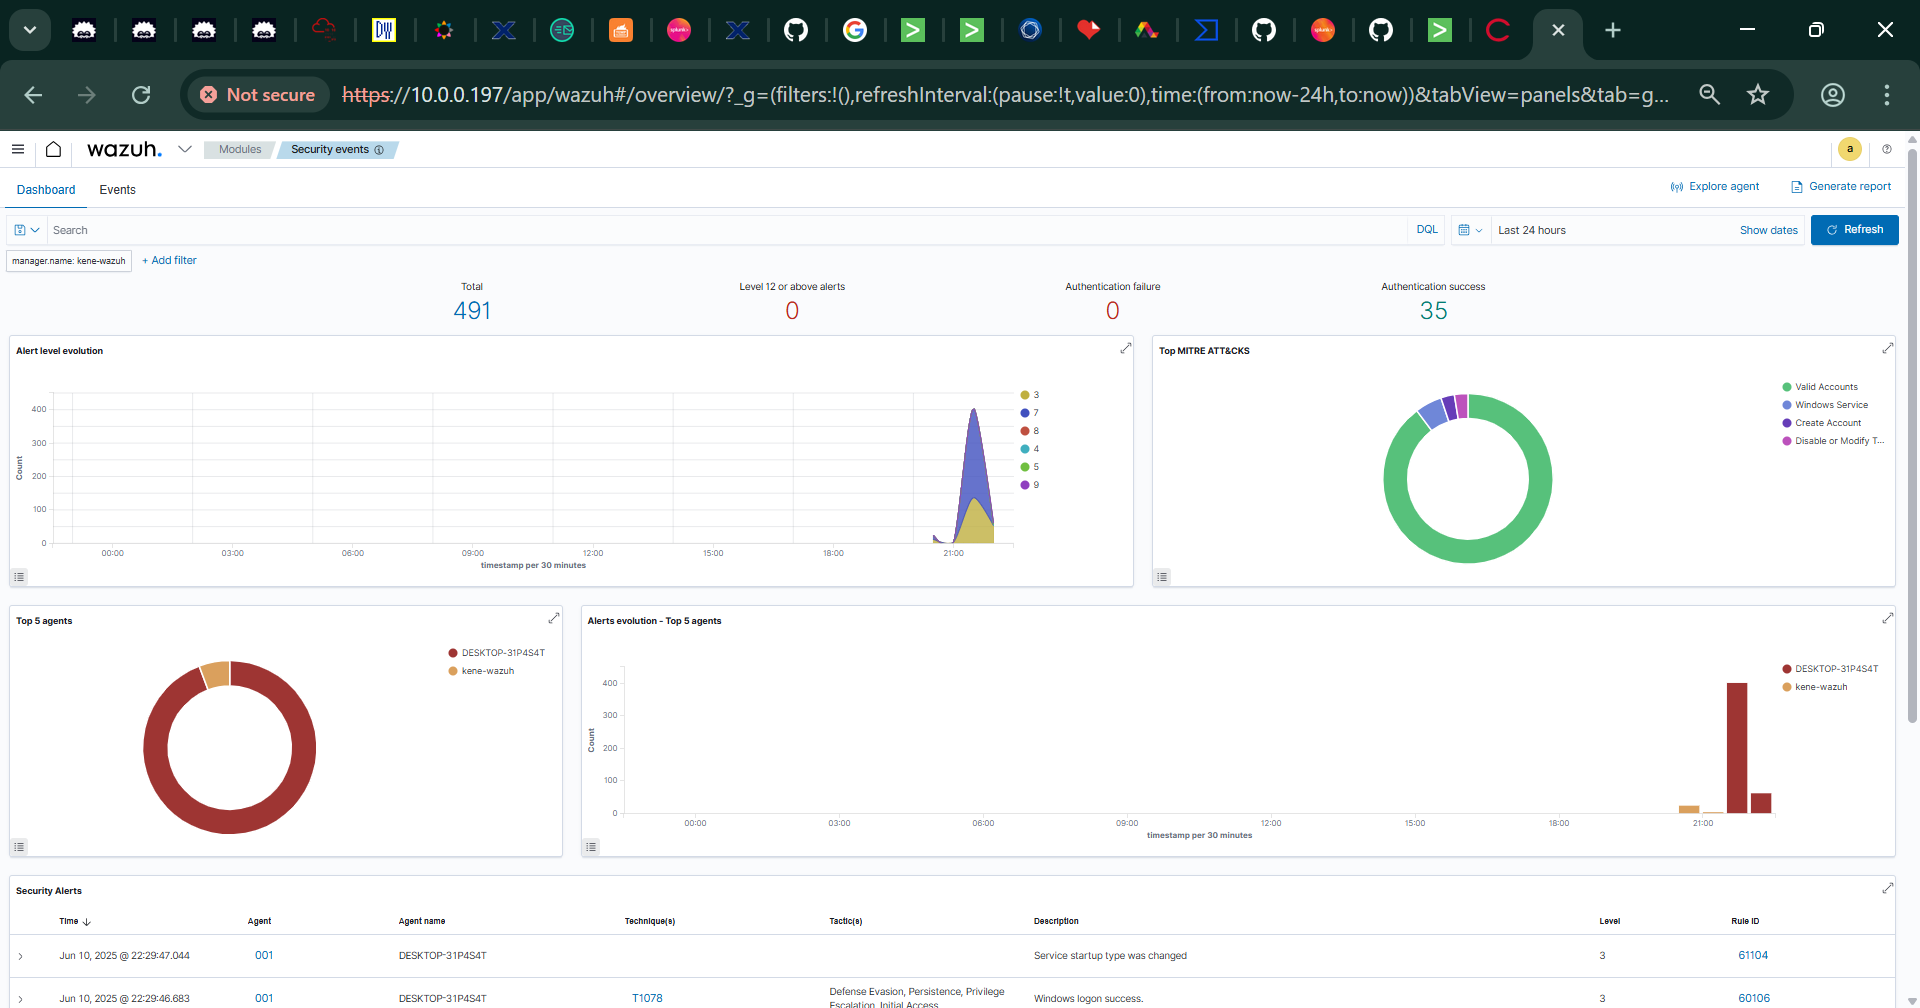 Not secure
https://10.0.0.197/app/wazuh#/overview/?_g=(filters:!(),refreshInterval:(pause:!t,value:0),time:(from:now-24h,to:now))&tabView=panels&tab=g...
wazuh.
Modules
Security events
a
Dashboard
Events
Explore agent
Generate report
Search
DQL
Last 24 hours
Show dates
Refresh
manager.name: kene-wazuh
+ Add filter
Total
491
Level 12 or above alerts
0
Authentication failure
0
Authentication success
35
Alert level evolution
Count
400
300
200
100
0
00:00 03:00 06:00 09:00 12:00 15:00 18:00 21:00
timestamp per 30 minutes
3
7
8
4
5
9
Top MITRE ATT&CKS
Valid Accounts
Windows Service
Create Account
Disable or Modify T...
Top 5 agents
DESKTOP-31P4S4T
kene-wazuh
Alerts evolution - Top 5 agents
Count
400
300
200
100
0
00:00 03:00 06:00 09:00 12:00 15:00 18:00 21:00
timestamp per 30 minutes
DESKTOP-31P4S4T
kene-wazuh
Security Alerts
Time Agent Agent name Technique(s) Tactic(s) Description Level Rule ID
Jun 10, 2025 @ 22:29:47.044 001 DESKTOP-31P4S4T Service startup type was changed 3 61104
Jun 10, 2025 @ 22:29:46.683 001 DESKTOP-31P4S4T T1078 Defense Evasion, Persistence, Privilege Escalation, Initial Access Windows logon success. 3 60106